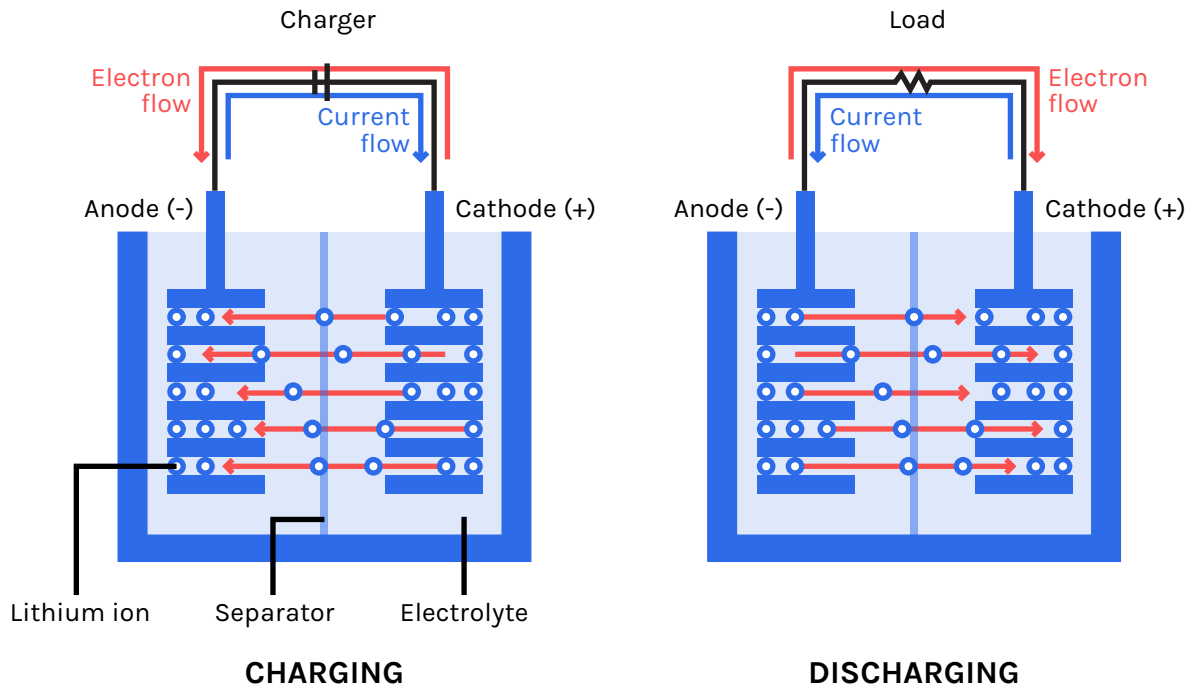 Charger
Electron
flow
Current
flow
Anode (-)
Cathode (+)
Lithium ion
Separator
Electrolyte
CHARGING
Load
Electron
flow
Current
flow
Anode (-)
Cathode (+)
DISCHARGING